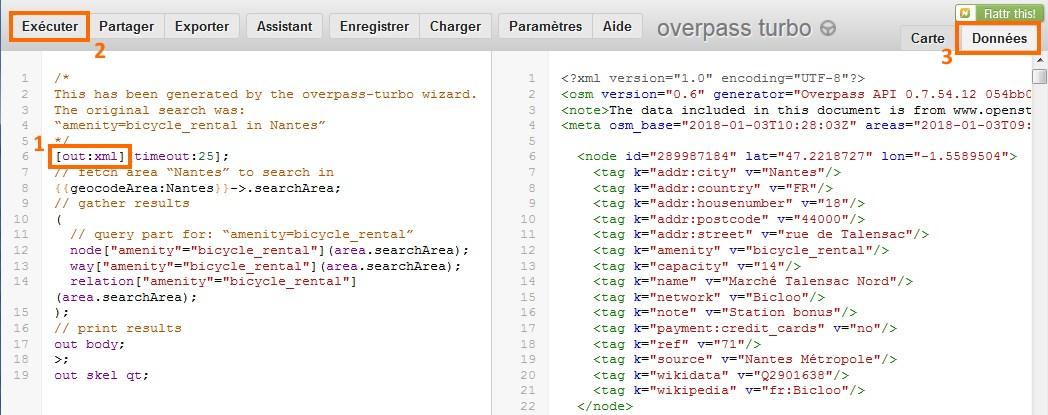 Exécuter Partager Exporter Assistant Enregistrer Charger Paramètres Aide overpass turbo Flattr this!
Carte Données
2
3
1
1 /*
2 This has been generated by the overpass-turbo wizard.
3 The original search was:
4 “amenity=bicycle_rental in Nantes”
5 */
6 [out:xml][timeout:25];
7 // fetch area “Nantes” to search in
8 {{geocodeArea:Nantes}}->.searchArea;
9 // gather results
10 (
11 // query part for: “amenity=bicycle_rental”
12 node["amenity"="bicycle_rental"](area.searchArea);
13 way["amenity"="bicycle_rental"](area.searchArea);
14 relation["amenity"="bicycle_rental"]
(area.searchArea);
15 );
16 // print results
17 out body;
18 >;
19 out skel qt;
1 <?xml version="1.0" encoding="UTF-8"?>
2 <osm version="0.6" generator="Overpass API 0.7.54.12 054bb0
3 <note>The data included in this document is from www.openst
4 <meta osm_base="2018-01-03T10:28:03Z" areas="2018-01-03T09:
5
6 <node id="289987184" lat="47.2218727" lon="-1.5589504">
7 <tag k="addr:city" v="Nantes"/>
8 <tag k="addr:country" v="FR"/>
9 <tag k="addr:housenumber" v="18"/>
10 <tag k="addr:postcode" v="44000"/>
11 <tag k="addr:street" v="rue de Talensac"/>
12 <tag k="amenity" v="bicycle_rental"/>
13 <tag k="capacity" v="14"/>
14 <tag k="name" v="Marché Talensac Nord"/>
15 <tag k="network" v="Bicloo"/>
16 <tag k="note" v="Station bonus"/>
17 <tag k="payment:credit_cards" v="no"/>
18 <tag k="ref" v="71"/>
19 <tag k="source" v="Nantes Métropole"/>
20 <tag k="wikidata" v="Q2901638"/>
21 <tag k="wikipedia" v="fr:Bicloo"/>
22 </node>